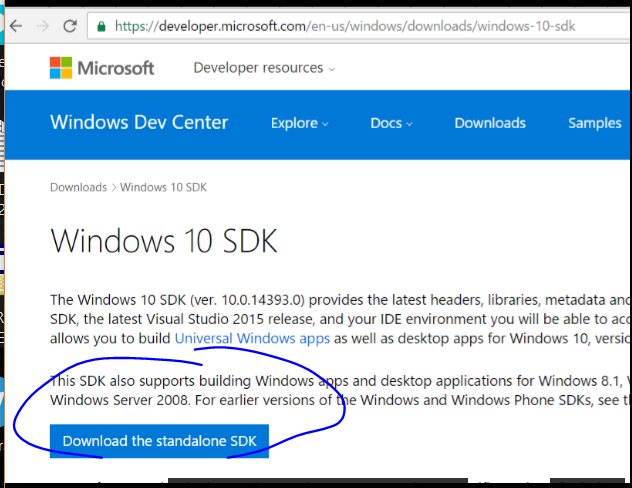 https://developer.microsoft.com/en-us/windows/downloads/windows-10-sdk
Microsoft Developer resources
Windows Dev Center Explore Docs Downloads Samples
Downloads > Windows 10 SDK
Windows 10 SDK
The Windows 10 SDK (ver. 10.0.14393.0) provides the latest headers, libraries, metadata and
SDK, the latest Visual Studio 2015 release, and your IDE environment you will be able to
allows you to build Universal Windows apps as well as desktop apps for Windows 10,
This SDK also supports building Windows apps and desktop applications for Windows 8.1,
Windows Server 2008. For earlier versions of the Windows and Windows Phone SDKs, see
Download the standalone SDK